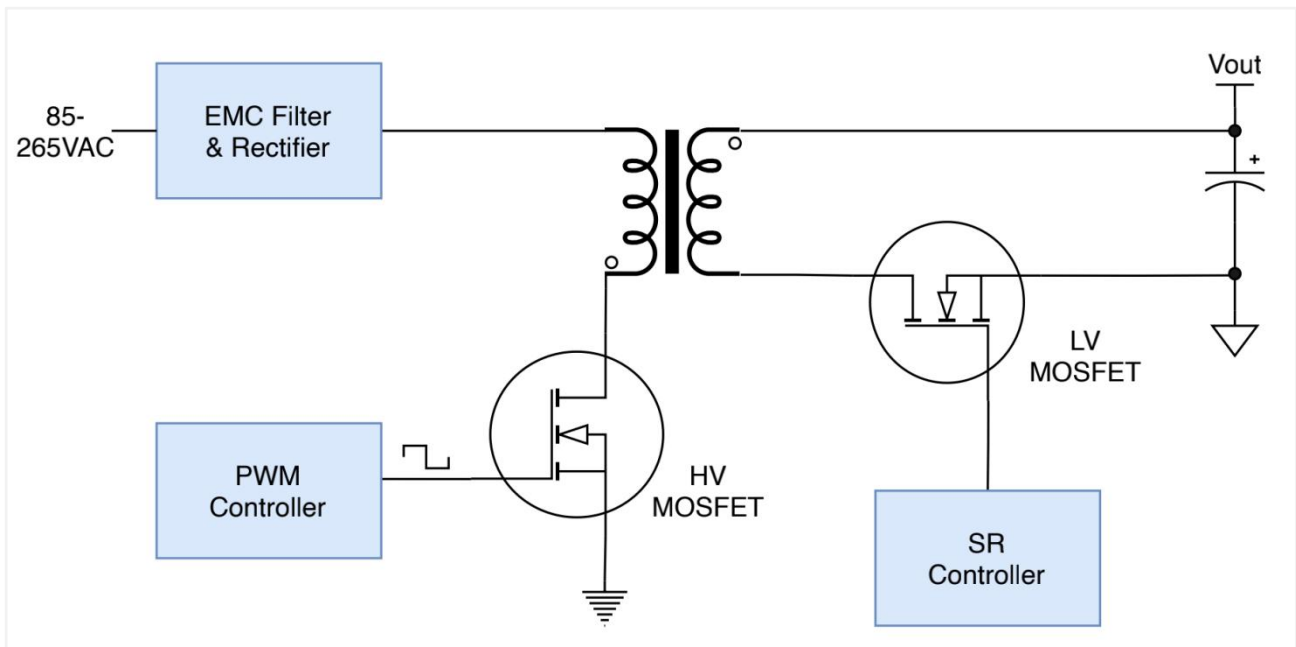 85-
265VAC
EMC Filter
& Rectifier
Vout
+
LV
MOSFET
PWM
Controller
HV
MOSFET
SR
Controller